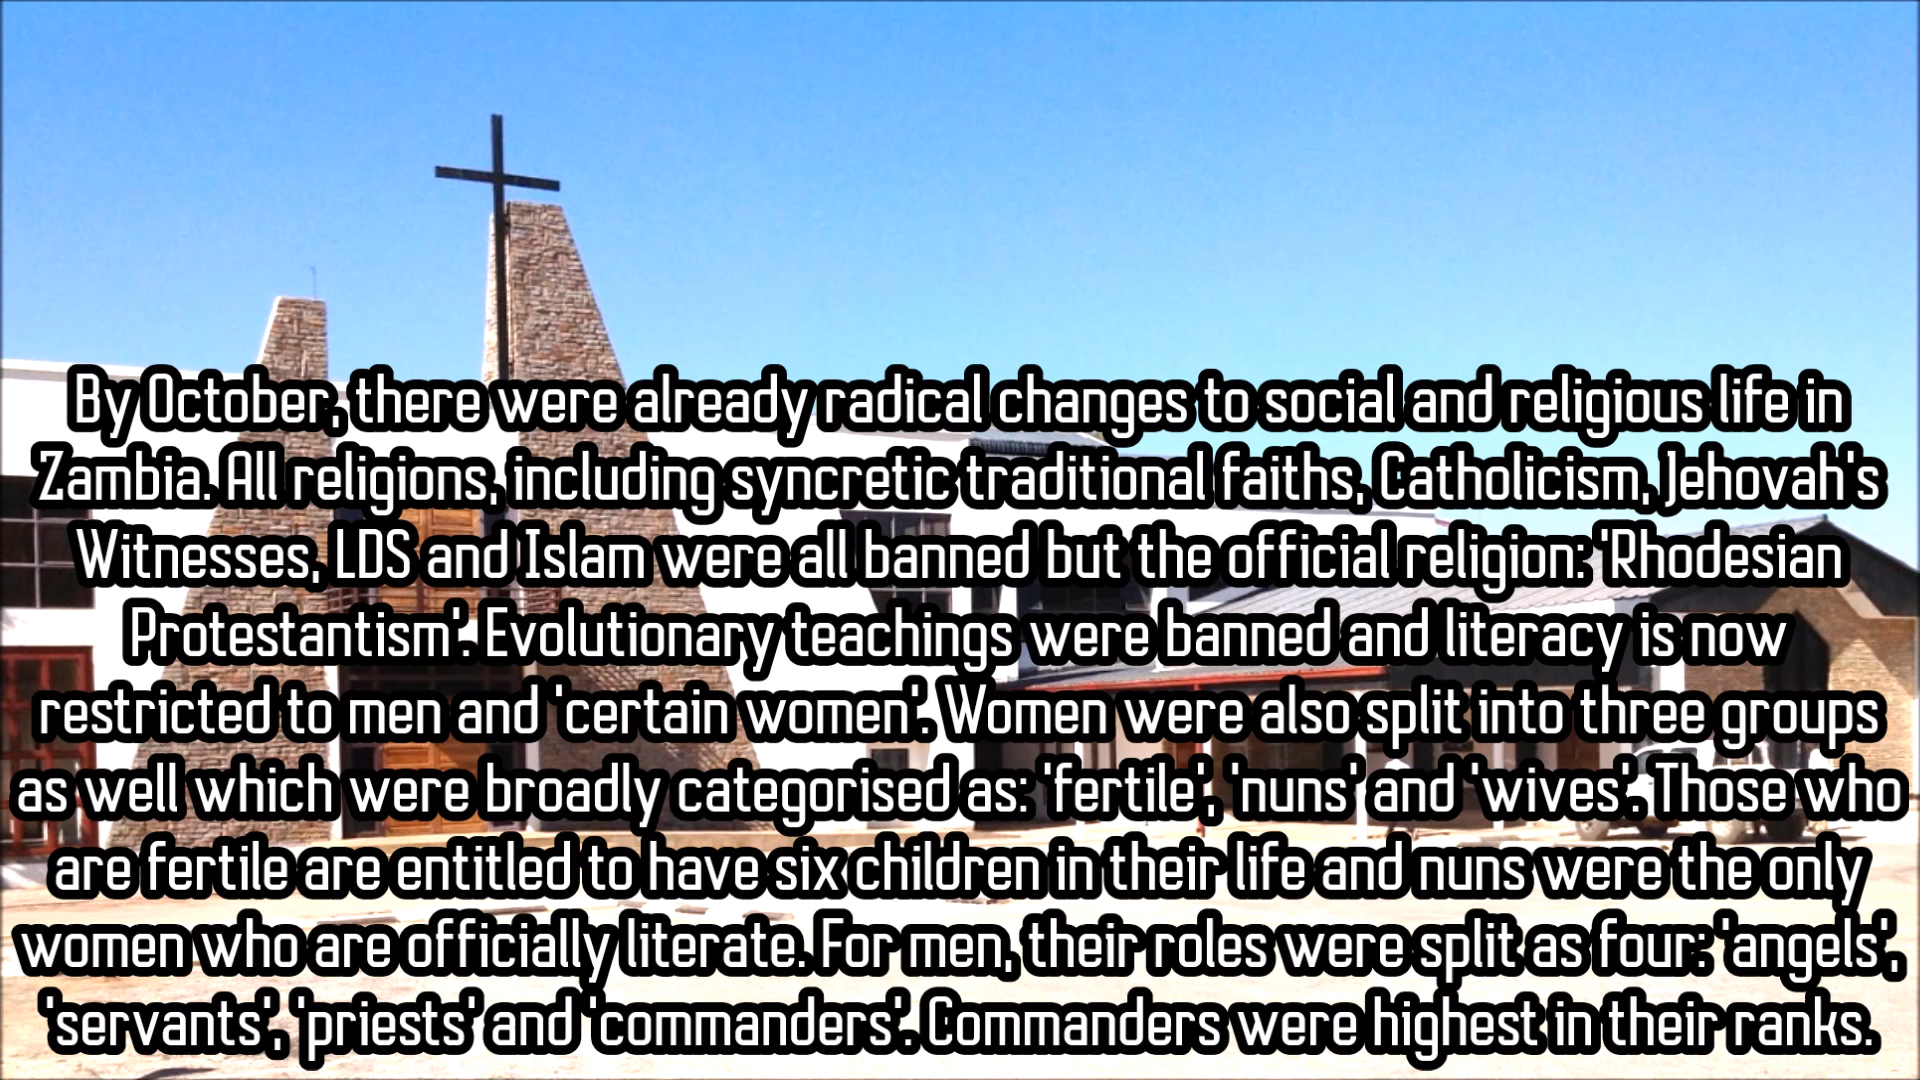 By October, there were already radical changes to social and religious life in
Zambia. All religions, including syncretic traditional faiths, Catholicism, Jehovah's
Witnesses, LDS and Islam were all banned but the official religion: 'Rhodesian
Protestantism'. Evolutionary teachings were banned and literacy is now
restricted to men and 'certain women'. Women were also split into three groups
as well which were broadly categorised as: 'fertile', 'nuns' and 'wives'. Those who
are fertile are entitled to have six children in their life and nuns were the only
women who are officially literate. For men, their roles were split as four: 'angels',
'servants', 'priests' and 'commanders'. Commanders were highest in their ranks.